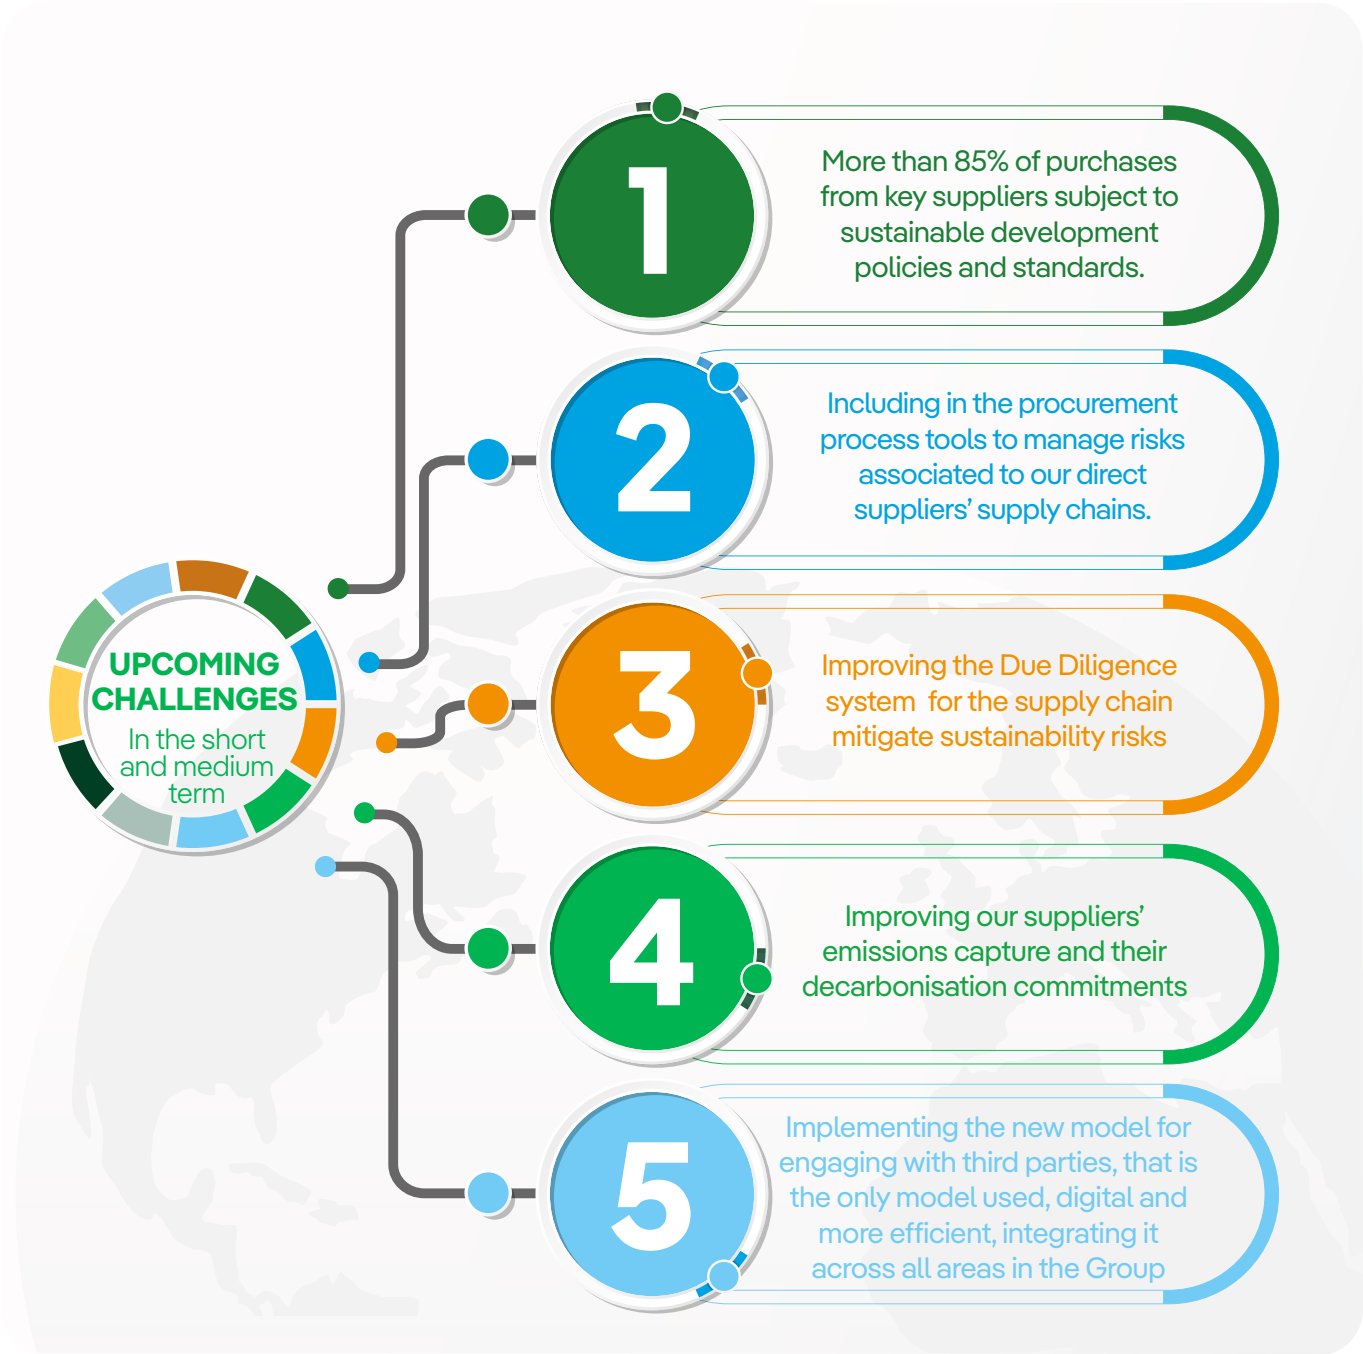 UPCOMING
CHALLENGES
In the short
and medium
term
1
More than 85% of purchases
from key suppliers subject to
sustainable development
policies and standards.
2
Including in the procurement
process tools to manage risks
associated to our direct
suppliers’ supply chains.
3
Improving the Due Diligence
system  for the supply chain
mitigate sustainability risks
4
Improving our suppliers’
emissions capture and their
decarbonisation commitments
5
Implementing the new model for
engaging with third parties, that is
the only model used, digital and
more efficient, integrating it
across all areas in the Group